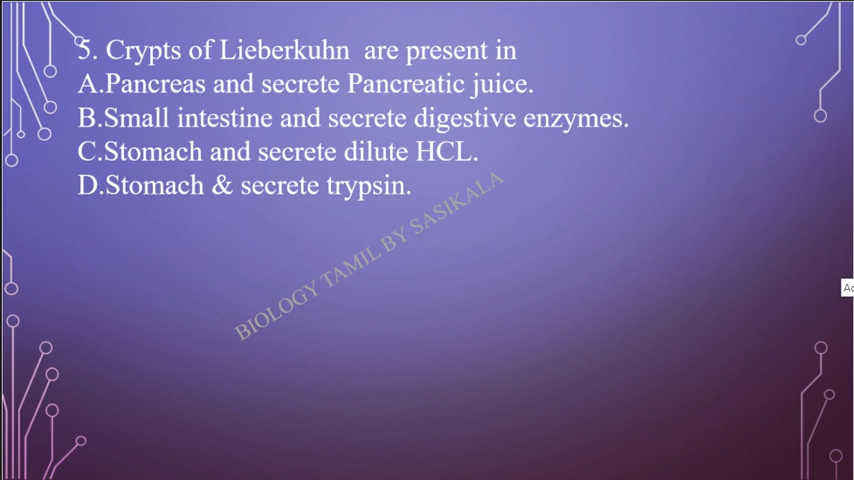 5. Crypts of Lieberkuhn  are present in
A.Pancreas and secrete Pancreatic juice.
B.Small intestine and secrete digestive enzymes.
C.Stomach and secrete dilute HCL.
D.Stomach & secrete trypsin.
BIOLOGY TAMIL BY SASIKALA